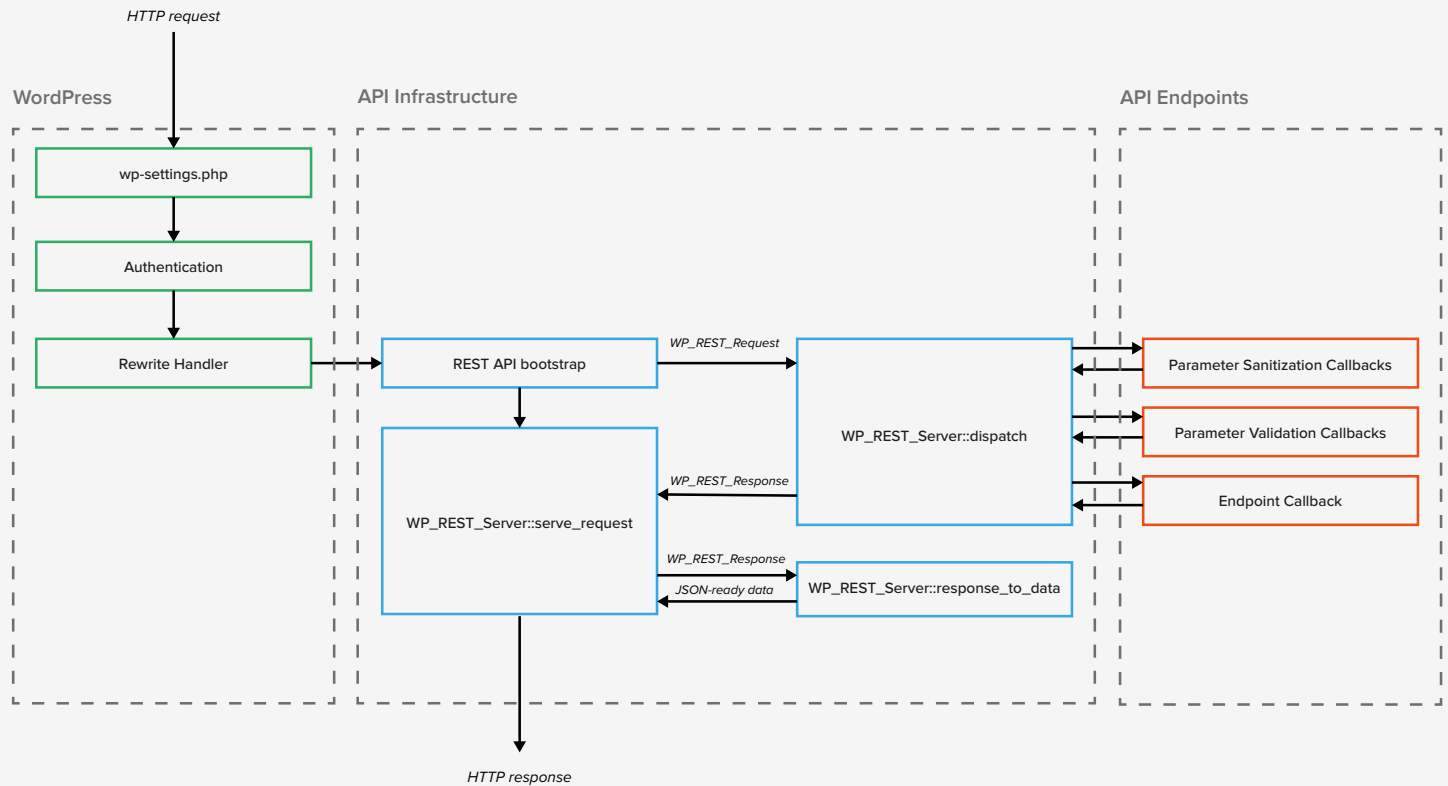 HTTP request
WordPress
API Infrastructure
API Endpoints
wp-settings.php
Authentication
Rewrite Handler
REST API bootstrap
WP_REST_Request
WP_REST_Server::dispatch
Parameter Sanitization Callbacks
Parameter Validation Callbacks
Endpoint Callback
WP_REST_Response
WP_REST_Server::serve_request
WP_REST_Response
JSON-ready data
WP_REST_Server::response_to_data
HTTP response